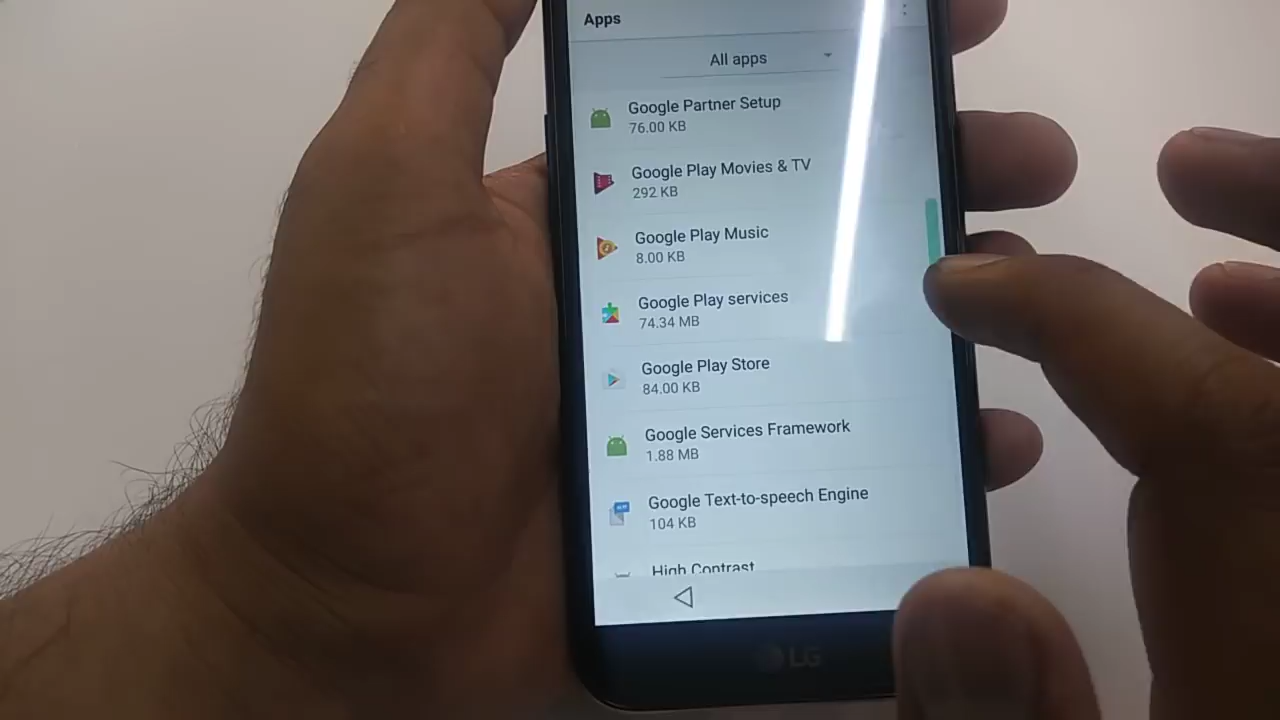 Apps
All apps
Google Partner Setup
76.00 KB
Google Play Movies & TV
292 KB
Google Play Music
8.00 KB
Google Play services
74.34 MB
Google Play Store
84.00 KB
Google Services Framework
1.88 MB
Google Text-to-speech Engine
104 KB
High Contrast
LG